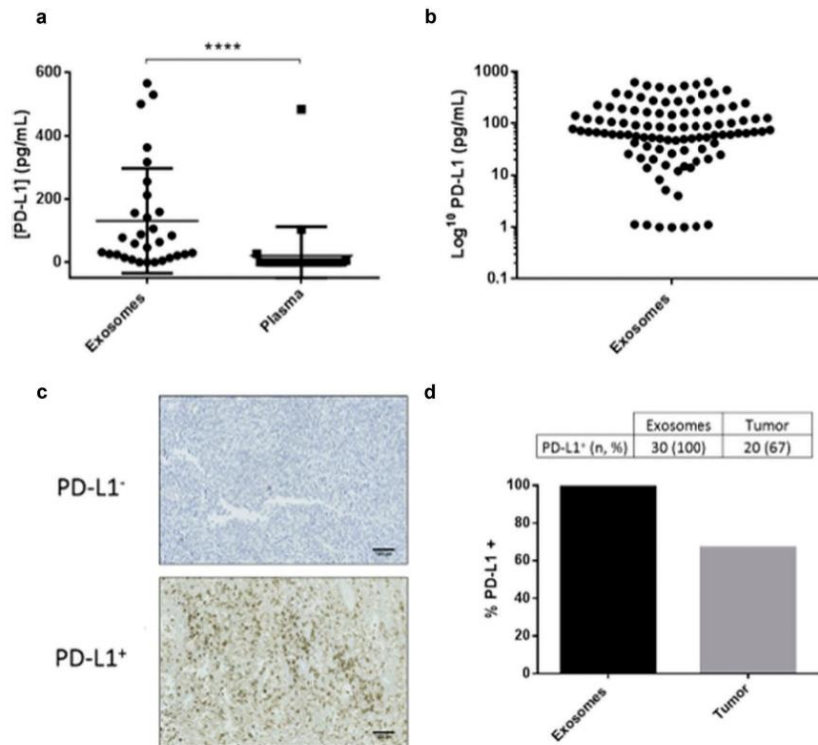 a
****
[PD-L1] (pg/mL)
600
400
200
0
Exosomes
Plasma
b
Log¹⁰ PD-L1 (pg/mL)
1000
100
10
1
0.1
Exosomes
c
PD-L1⁻
PD-L1⁺
d
Exosomes Tumor
PD-L1⁺ (n, %) 30 (100) 20 (67)
% PD-L1 +
100
80
60
40
20
0
Exosomes
Tumor